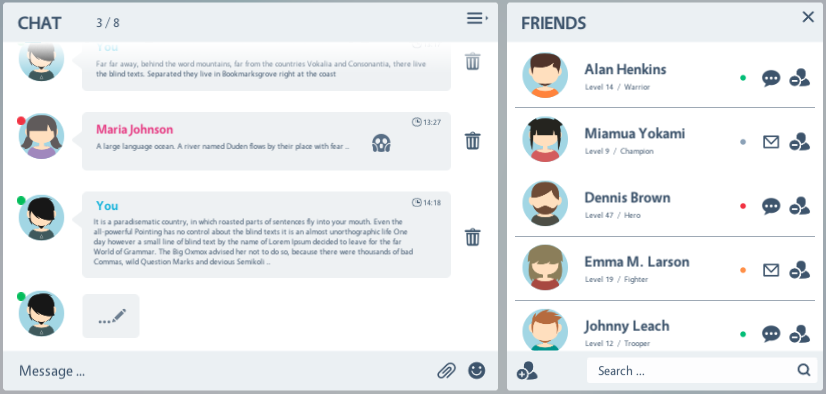 CHAT 3 / 8
You
Far far away, behind the word mountains, far from the countries Vokalia and Consonantia, there live
the blind texts. Separated they live in Bookmarksgrove right at the coast
Maria Johnson 13:27
A large language ocean. A river named Duden flows by their place with fear ...
You 14:18
It is a paradisematic country, in which roasted parts of sentences fly into your mouth. Even the
all-powerful Pointing has no control about the blind texts it is an almost unorthographic life One
day however a small line of blind text by the name of Lorem Ipsum decided to leave for the far
World of Grammar. The Big Oxmox advised her not to do so, because there were thousands of bad
Commas, wild Question Marks and devious Semikoli ...
...
Message ...
FRIENDS
Alan Henkins
Level 14 / Warrior
Miamua Yokami
Level 9 / Champion
Dennis Brown
Level 47 / Hero
Emma M. Larson
Level 19 / Fighter
Johnny Leach
Level 12 / Trooper
Search ...